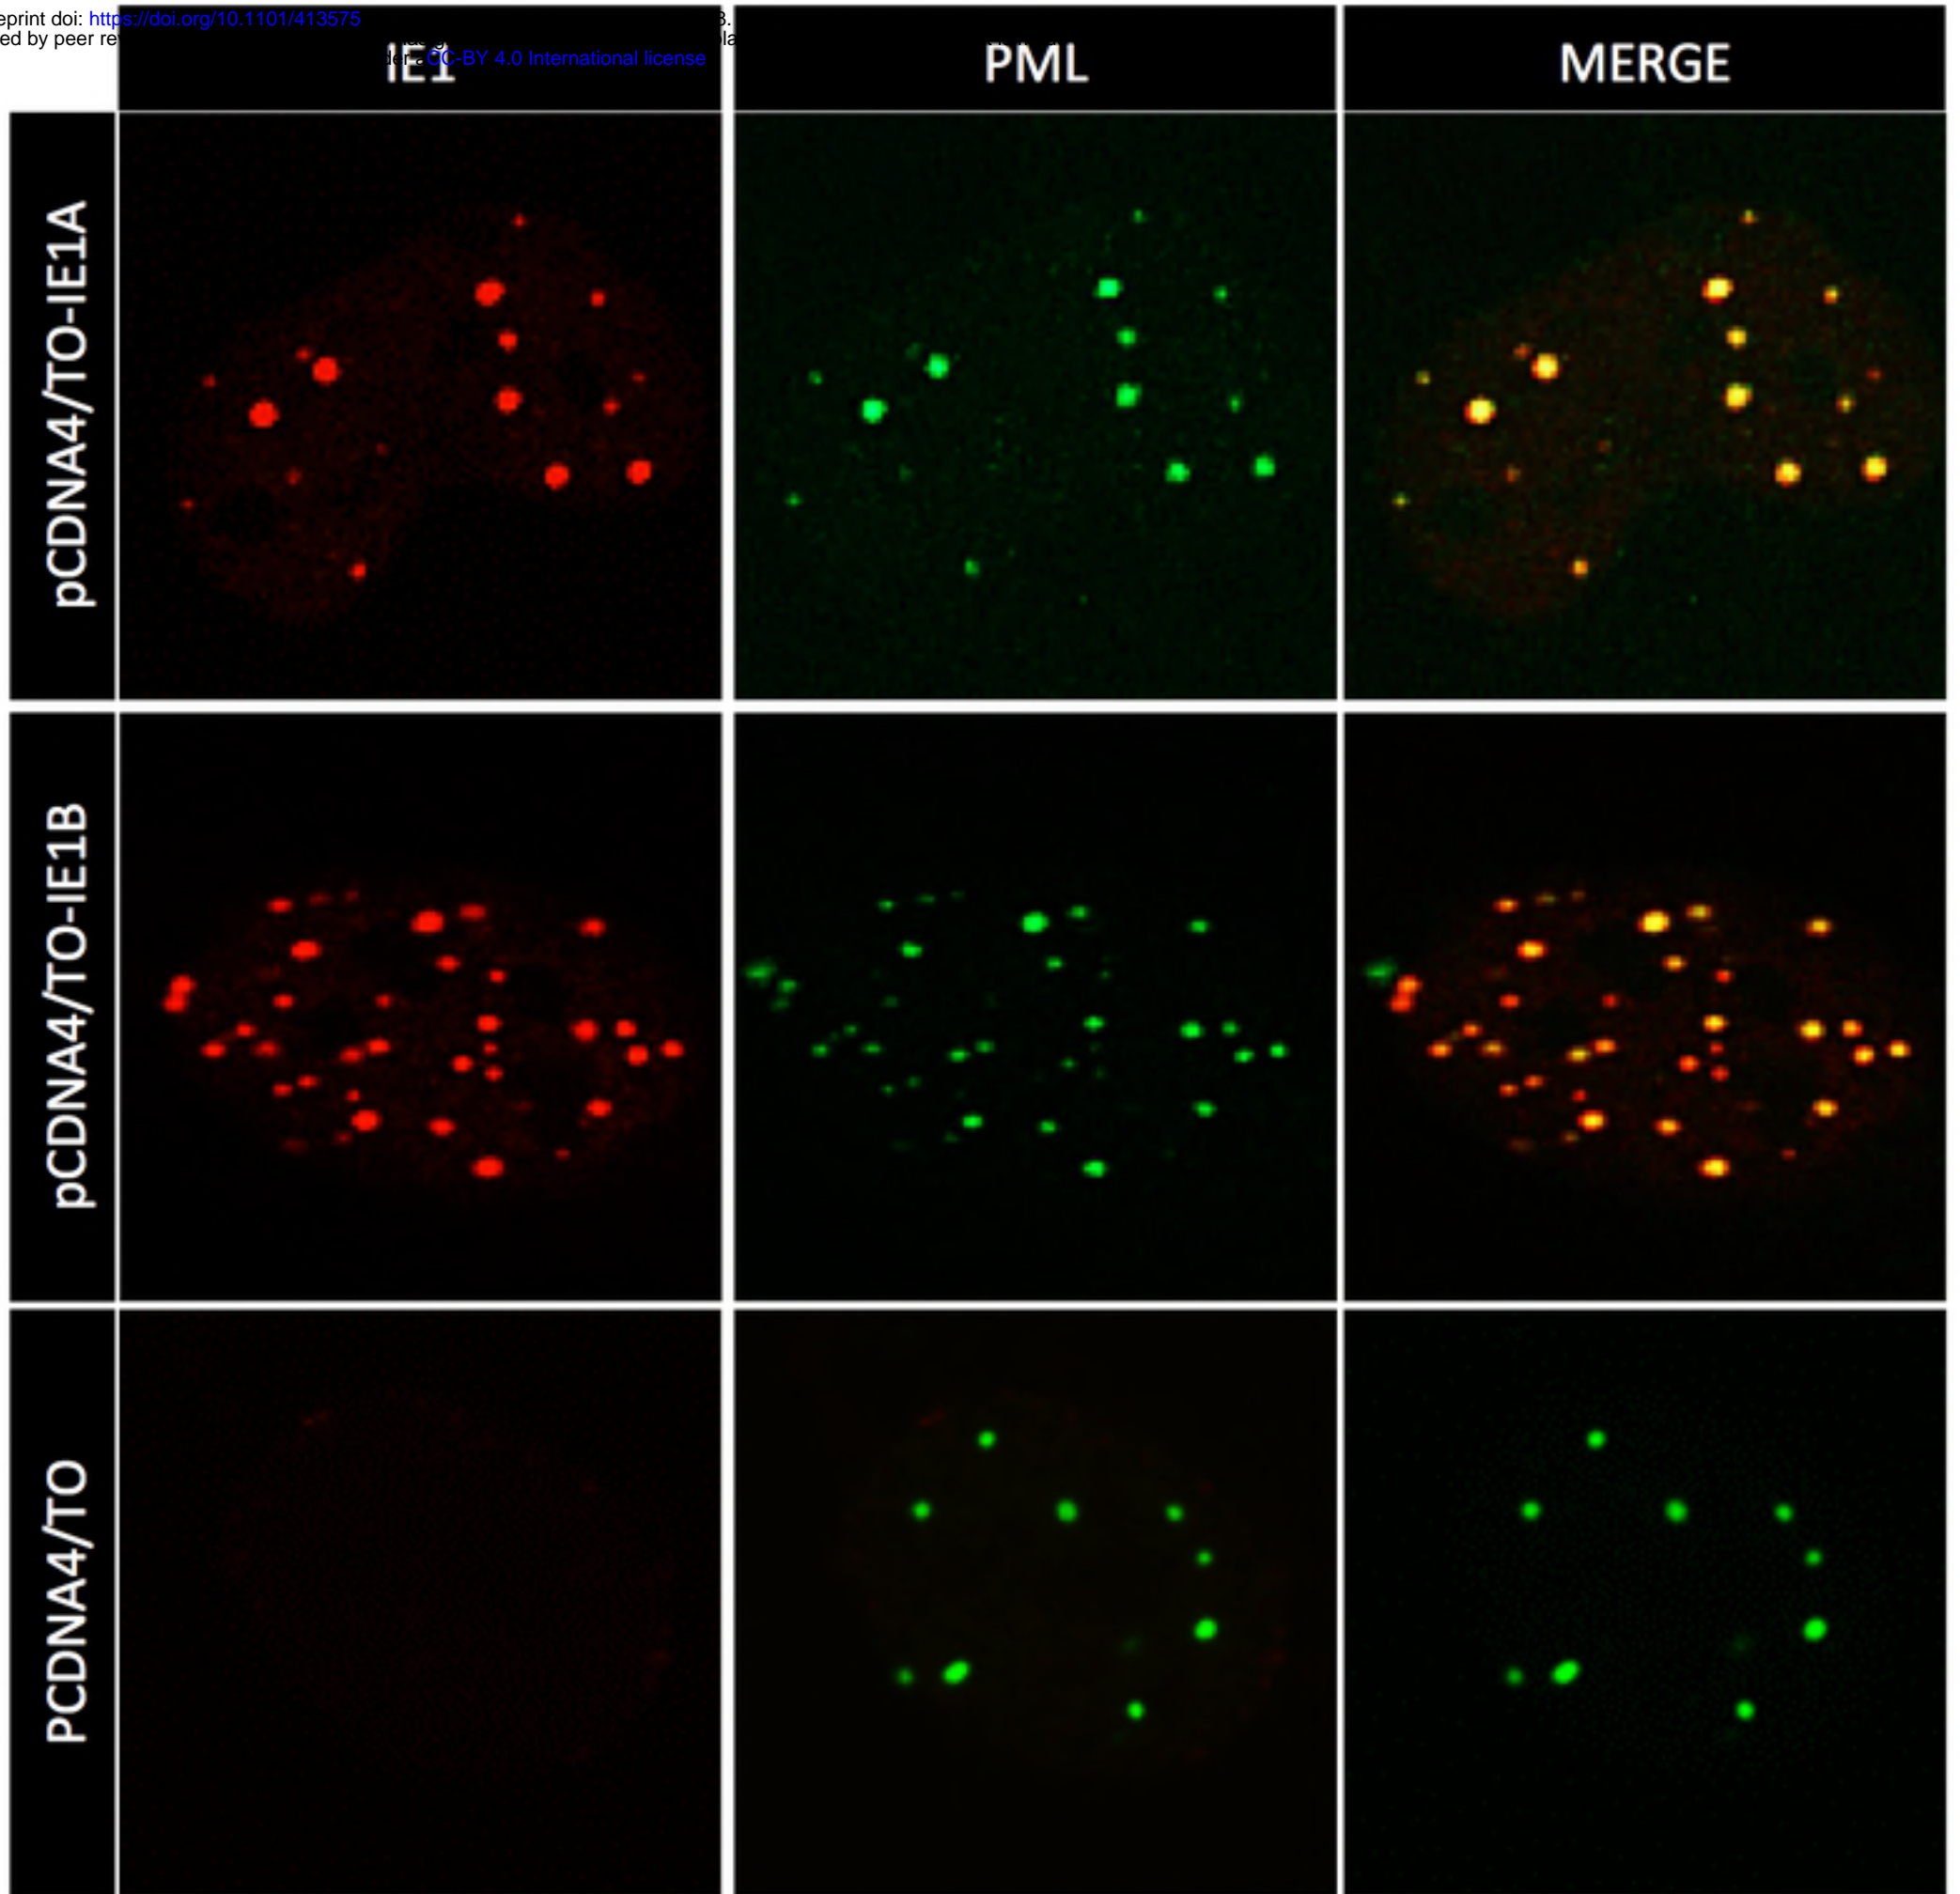 eprint doi: https://doi.org/10.1101/413575
ed by peer re
CC-BY 4.0 International license
IE1 PML MERGE
pCDNA4/TO-IE1A
pCDNA4/TO-IE1B
PCDNA4/TO